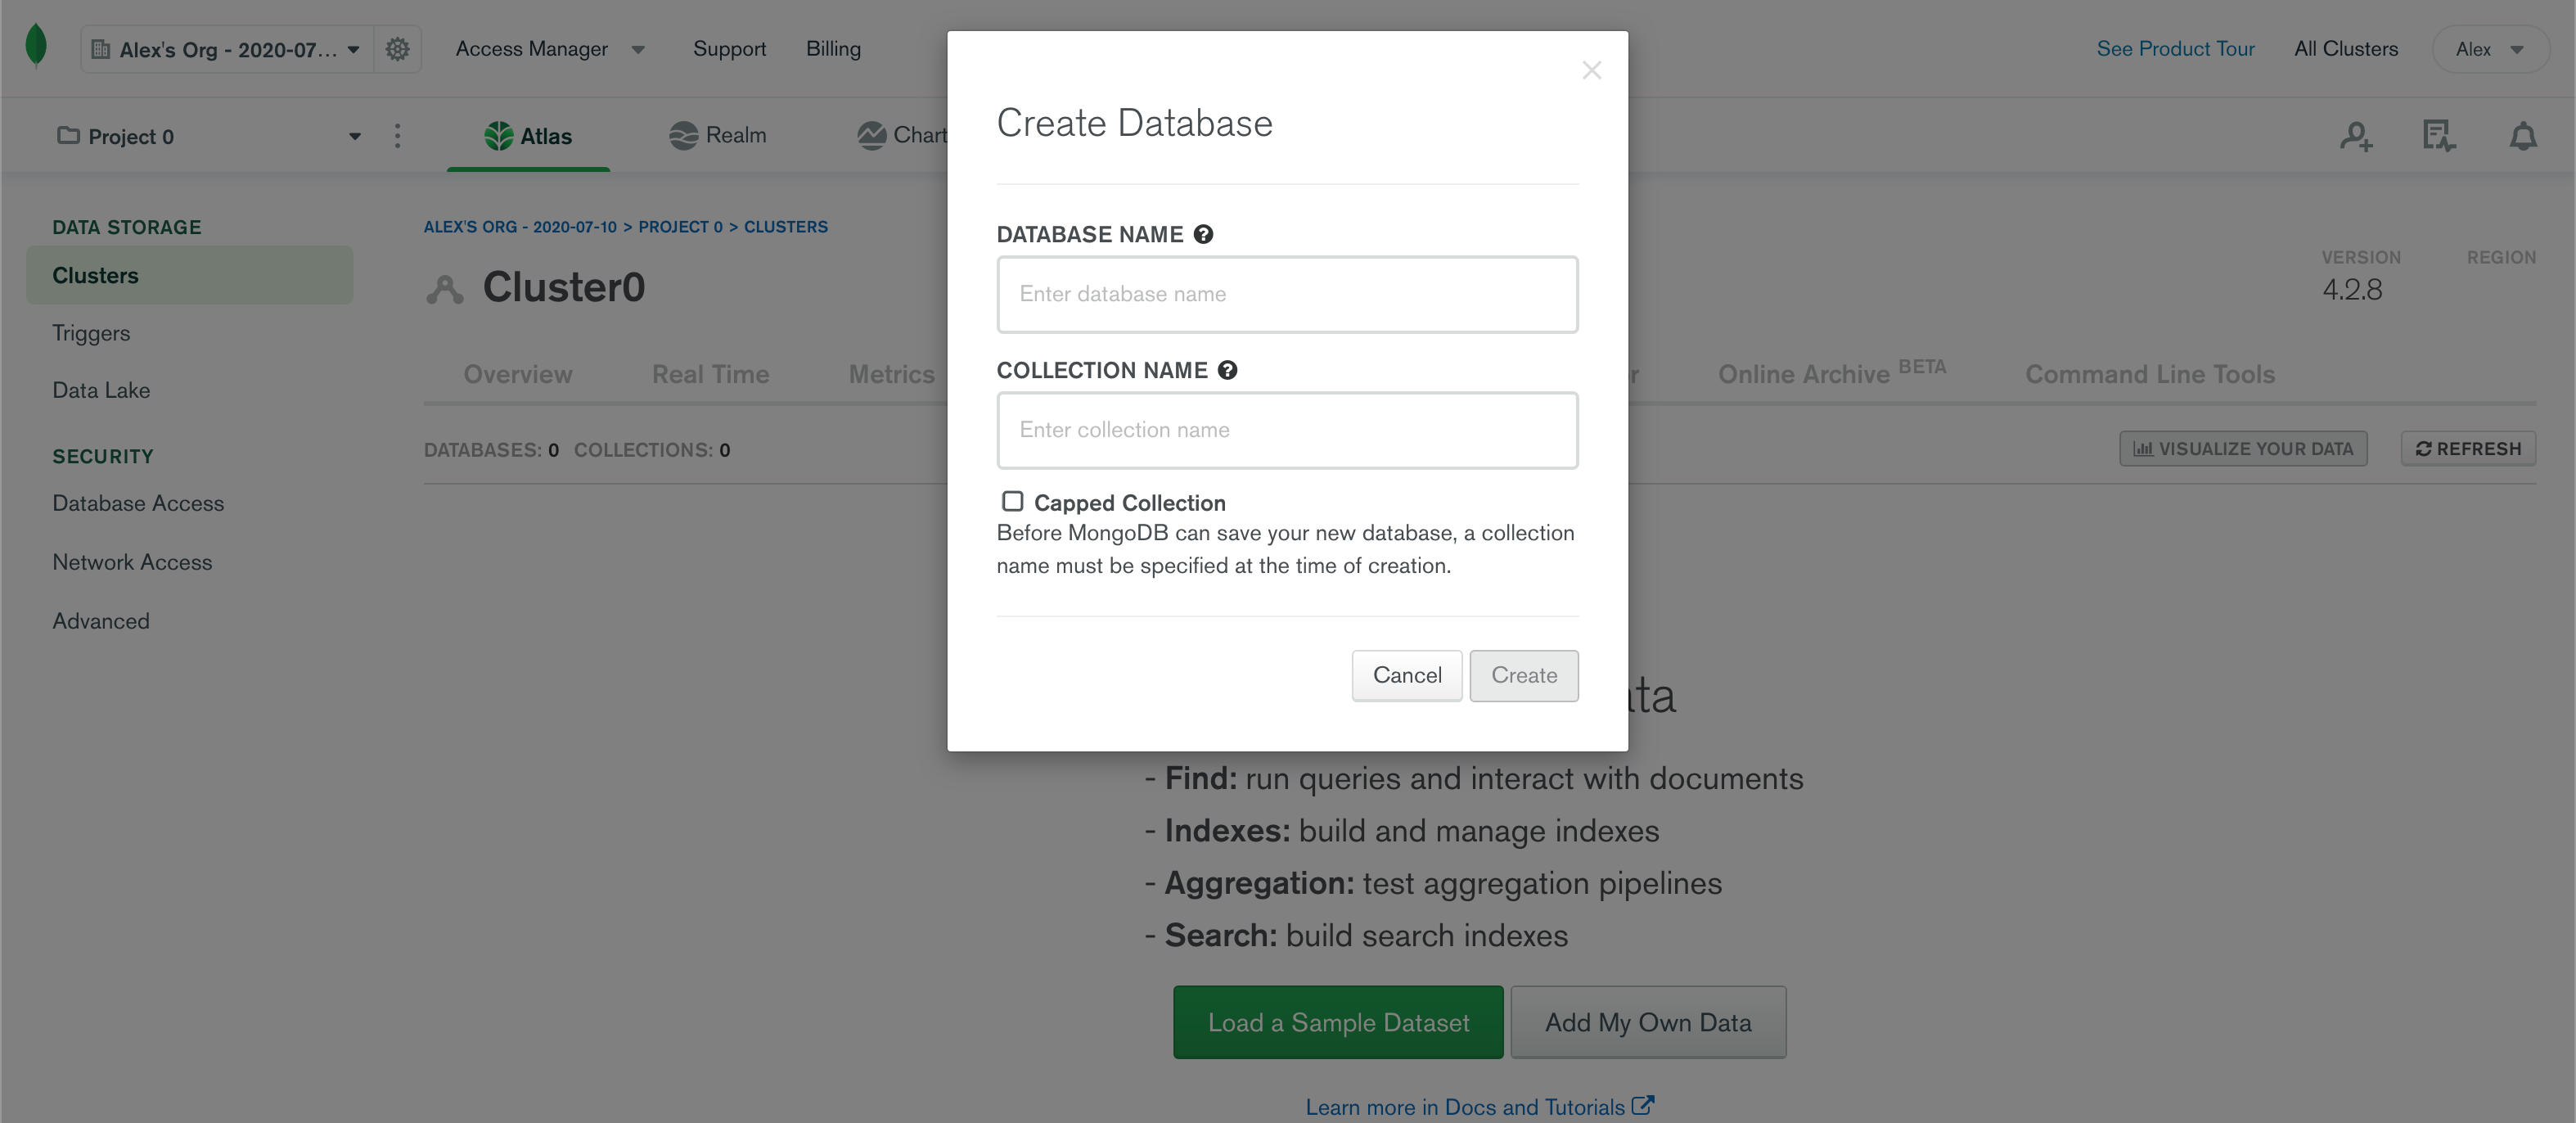 Alex's Org - 2020-07...
Access Manager
Support
Billing
See Product Tour
All Clusters
Alex
Project 0
Atlas
Realm
Chart
DATA STORAGE
Clusters
Triggers
Data Lake
SECURITY
Database Access
Network Access
Advanced
ALEX'S ORG - 2020-07-10 > PROJECT 0 > CLUSTERS
Cluster0
VERSION
4.2.8
REGION
Overview
Real Time
Metrics
r
Online Archive BETA
Command Line Tools
DATABASES: 0 COLLECTIONS: 0
VISUALIZE YOUR DATA
REFRESH
Create Database
DATABASE NAME
Enter database name
COLLECTION NAME
Enter collection name
Capped Collection
Before MongoDB can save your new database, a collection
name must be specified at the time of creation.
Cancel
Create
ta
- Find: run queries and interact with documents
- Indexes: build and manage indexes
- Aggregation: test aggregation pipelines
- Search: build search indexes
Load a Sample Dataset
Add My Own Data
Learn more in Docs and Tutorials